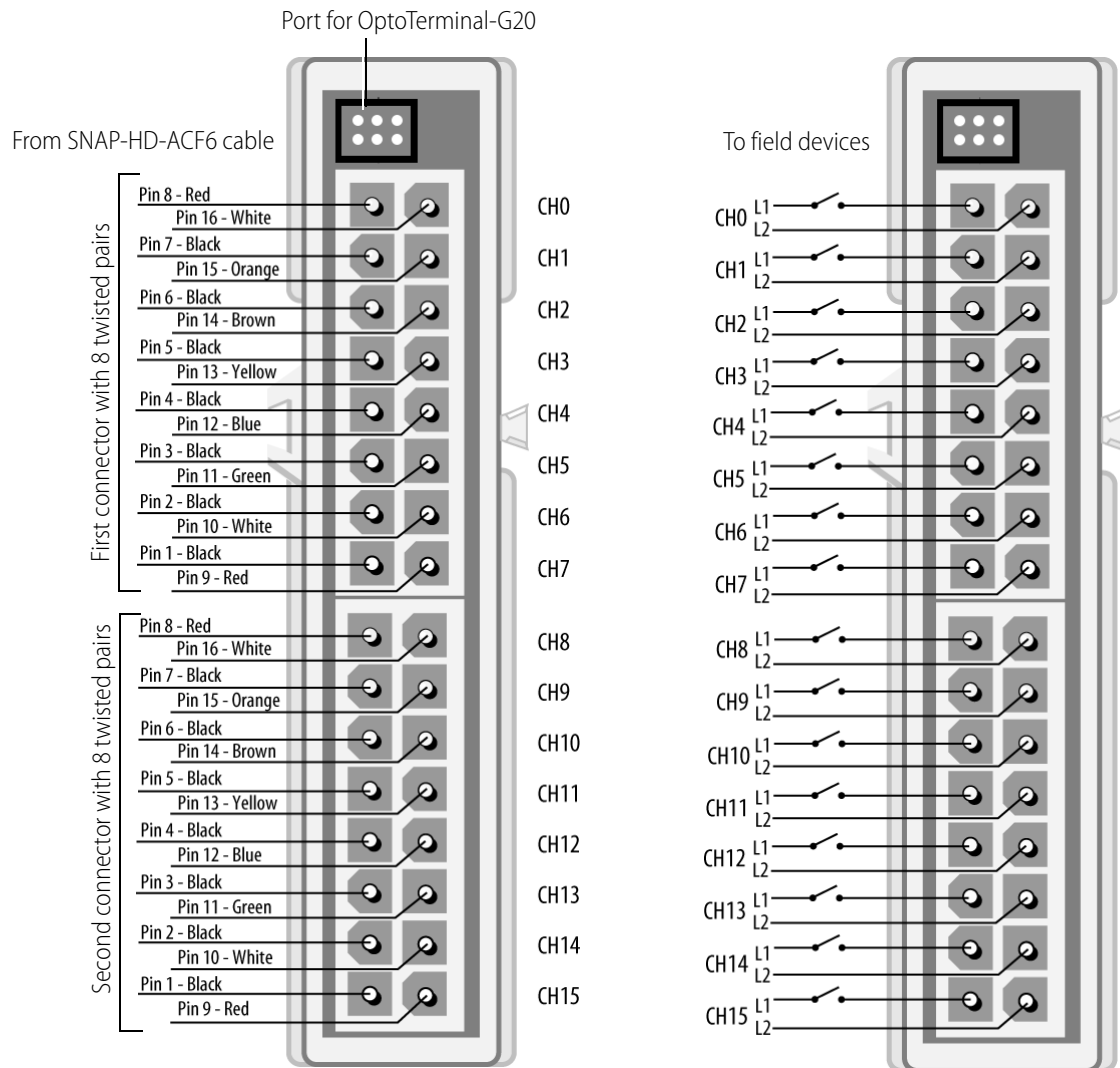 Port for OptoTerminal-G20
From SNAP-HD-ACF6 cable
First connector with 8 twisted pairs
Pin 8 - Red
Pin 16 - White
CH0
Pin 7 - Black
Pin 15 - Orange
CH1
Pin 6 - Black
Pin 14 - Brown
CH2
Pin 5 - Black
Pin 13 - Yellow
CH3
Pin 4 - Black
Pin 12 - Blue
CH4
Pin 3 - Black
Pin 11 - Green
CH5
Pin 2 - Black
Pin 10 - White
CH6
Pin 1 - Black
Pin 9 - Red
CH7
Second connector with 8 twisted pairs
Pin 8 - Red
Pin 16 - White
CH8
Pin 7 - Black
Pin 15 - Orange
CH9
Pin 6 - Black
Pin 14 - Brown
CH10
Pin 5 - Black
Pin 13 - Yellow
CH11
Pin 4 - Black
Pin 12 - Blue
CH12
Pin 3 - Black
Pin 11 - Green
CH13
Pin 2 - Black
Pin 10 - White
CH14
Pin 1 - Black
Pin 9 - Red
CH15
To field devices
CH0 L1
L2
CH1 L1
L2
CH2 L1
L2
CH3 L1
L2
CH4 L1
L2
CH5 L1
L2
CH6 L1
L2
CH7 L1
L2
CH8 L1
L2
CH9 L1
L2
CH10 L1
L2
CH11 L1
L2
CH12 L1
L2
CH13 L1
L2
CH14 L1
L2
CH15 L1
L2